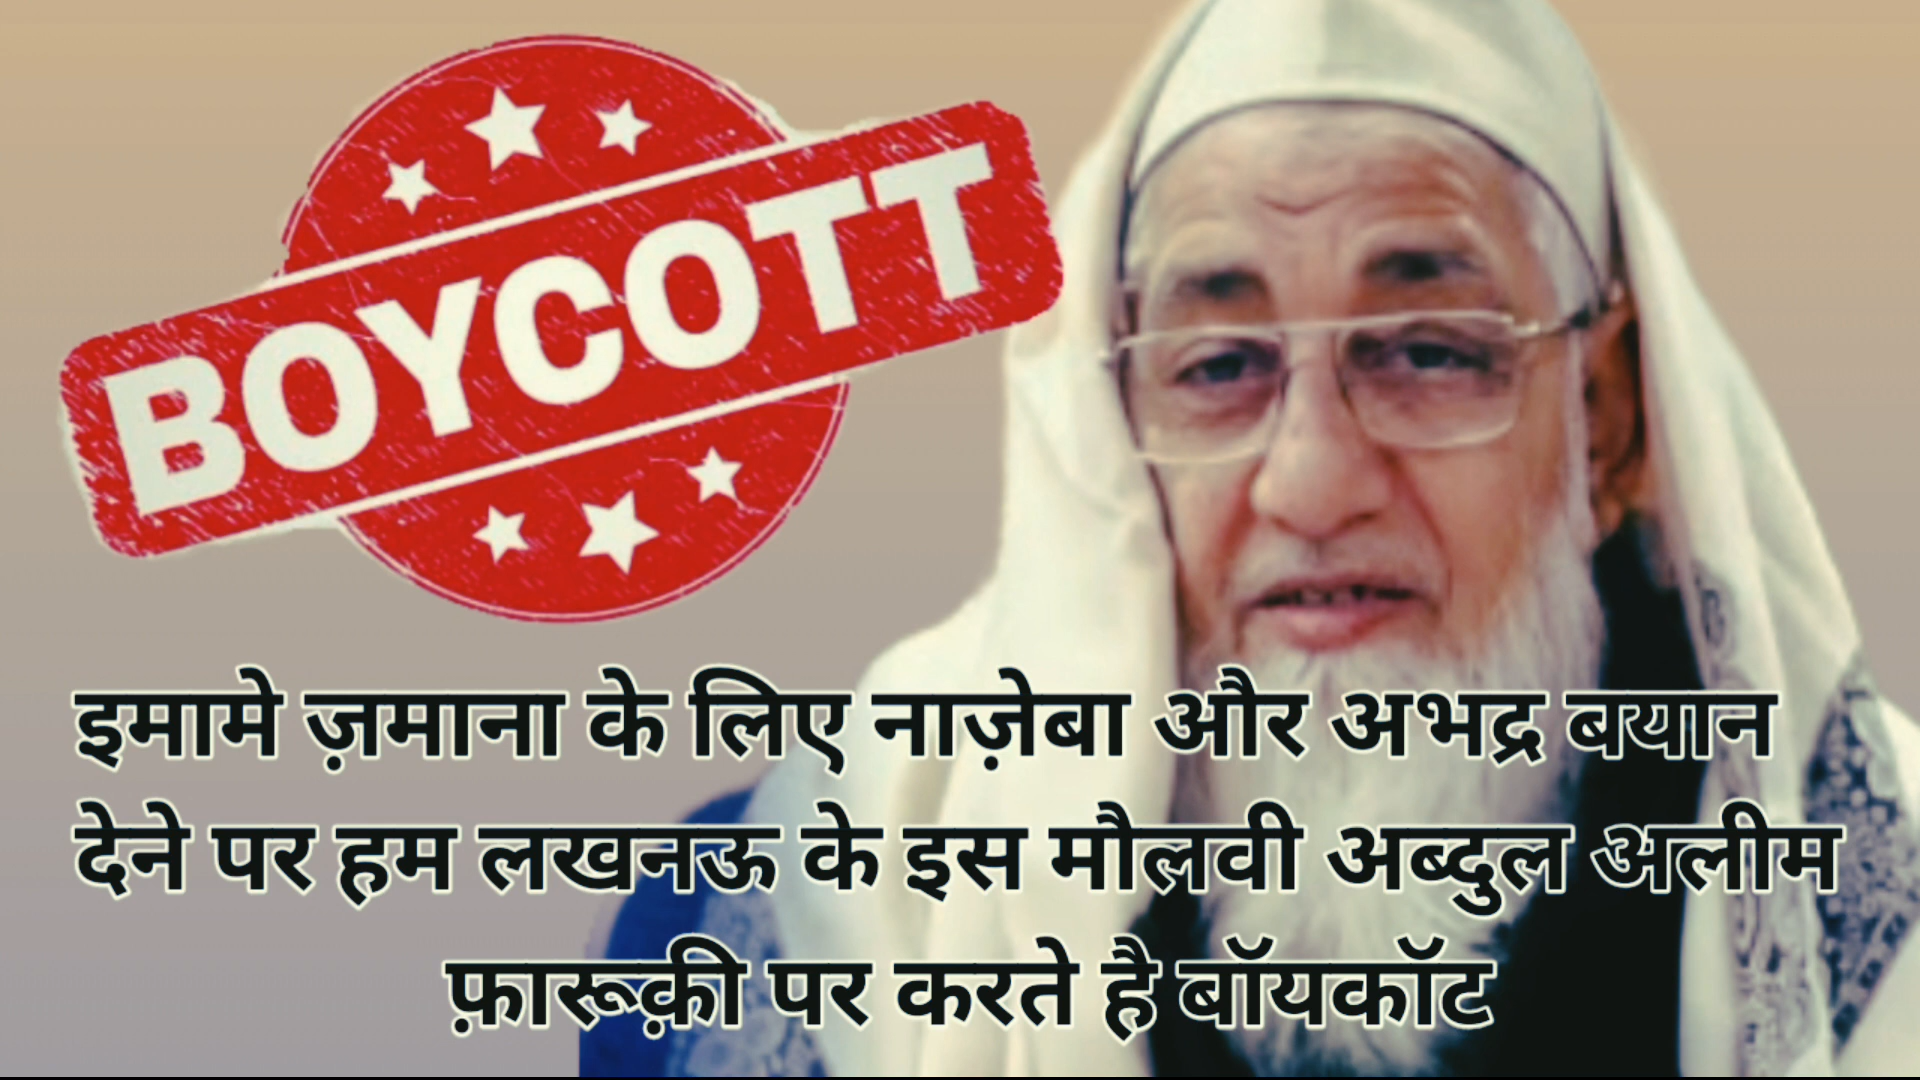 BOYCOTT
इमामे ज़माना के लिए नाज़ेबा और अभद्र बयान
देने पर हम लखनऊ के इस मौलवी अब्दुल अलीम
फ़ारूक़ी पर करते है बॉयकॉट